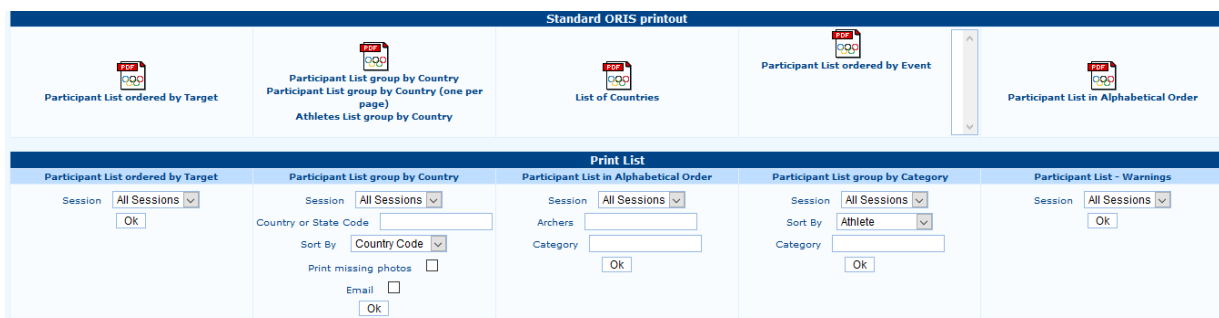 Standard ORIS printout
PDF
Participant List ordered by Target
PDF
Participant List group by Country
Participant List group by Country (one per
page)
Athletes List group by Country
PDF
List of Countries
PDF
Participant List ordered by Event
PDF
Participant List in Alphabetical Order
Print List
Participant List ordered by Target
Session All Sessions
Ok
Participant List group by Country
Session All Sessions
Country or State Code
Sort By Country Code
Print missing photos
Email
Ok
Participant List in Alphabetical Order
Session All Sessions
Archers
Category
Ok
Participant List group by Category
Session All Sessions
Sort By Athlete
Category
Ok
Participant List - Warnings
Session All Sessions
Ok